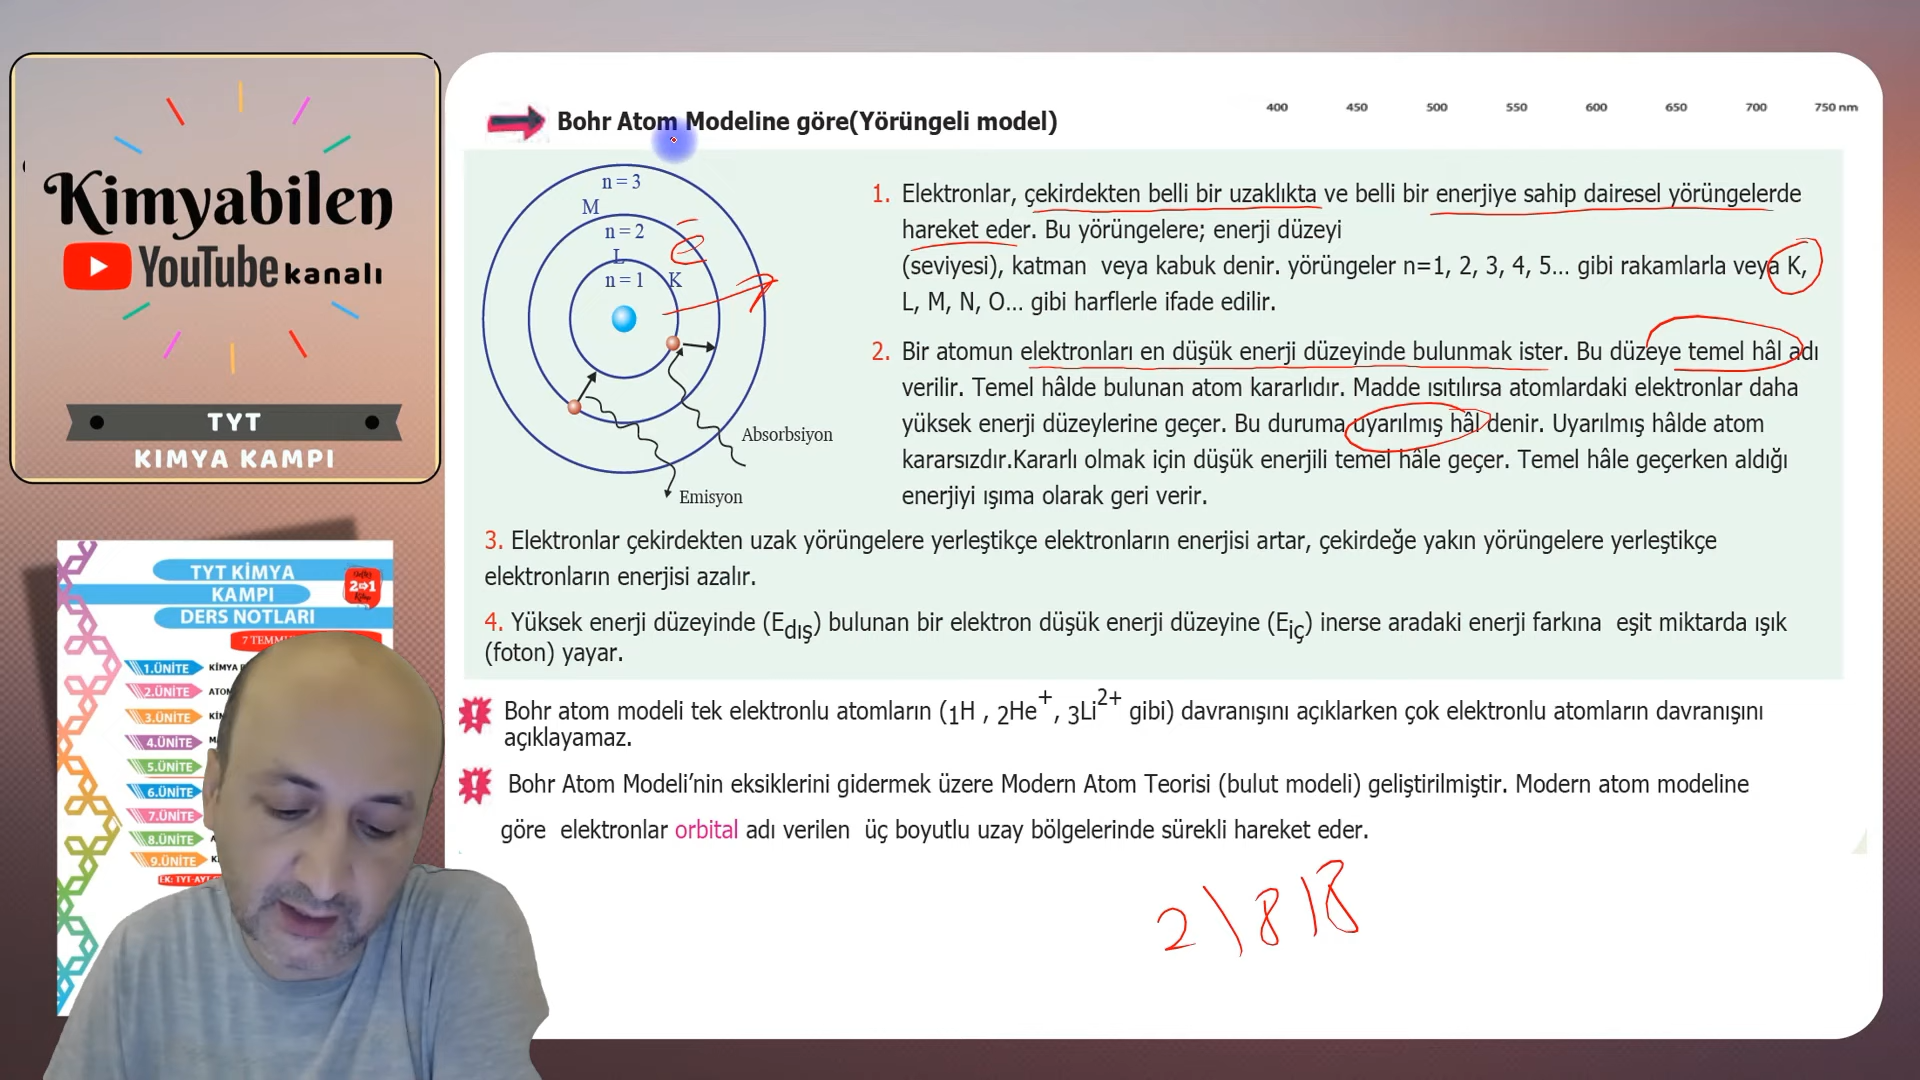 Kimyabilen
YouTube kanalı
TYT
KIMYA KAMPI
TYT KİMYA
KAMPI
DERS NOTLARI
2⇨1
7 TEMMU
1.ÜNİTE
2.ÜNİTE
3.ÜNİTE
4.ÜNİTE
5.ÜNİTE
6.ÜNİTE
7.ÜNİTE
8.ÜNİTE
9.ÜNİTE
EK: TYT-AYT
400 450 500 550 600 650 700 750 nm
Bohr Atom Modeline göre(Yörüngeli model)
n = 3
M
n = 2
L
n = 1 K
e
Absorbsiyon
Emisyon
1. Elektronlar, çekirdekten belli bir uzaklıkta ve belli bir enerjiye sahip dairesel yörüngelerde
hareket eder. Bu yörüngelere; enerji düzeyi
(seviyesi), katman veya kabuk denir. yörüngeler n=1, 2, 3, 4, 5... gibi rakamlarla veya K,
L, M, N, O... gibi harflerle ifade edilir.
2. Bir atomun elektronları en düşük enerji düzeyinde bulunmak ister. Bu düzeye temel hâl adı
verilir. Temel hâlde bulunan atom kararlıdır. Madde ısıtılırsa atomlardaki elektronlar daha
yüksek enerji düzeylerine geçer. Bu duruma uyarılmış hâl denir. Uyarılmış hâlde atom
kararsızdır.Kararlı olmak için düşük enerjili temel hâle geçer. Temel hâle geçerken aldığı
enerjiyi ışıma olarak geri verir.
3. Elektronlar çekirdekten uzak yörüngelere yerleştikçe elektronların enerjisi artar, çekirdeğe yakın yörüngelere yerleştikçe
elektronların enerjisi azalır.
4. Yüksek enerji düzeyinde (Edış) bulunan bir elektron düşük enerji düzeyine (Eiç) inerse aradaki enerji farkına eşit miktarda ışık
(foton) yayar.
Bohr atom modeli tek elektronlu atomların (₁H , ₂He⁺, ₃Li²⁺ gibi) davranışını açıklarken çok elektronlu atomların davranışını
açıklayamaz.
Bohr Atom Modeli’nin eksiklerini gidermek üzere Modern Atom Teorisi (bulut modeli) geliştirilmiştir. Modern atom modeline
göre elektronlar orbital adı verilen üç boyutlu uzay bölgelerinde sürekli hareket eder.
2 \ 8 \ 8